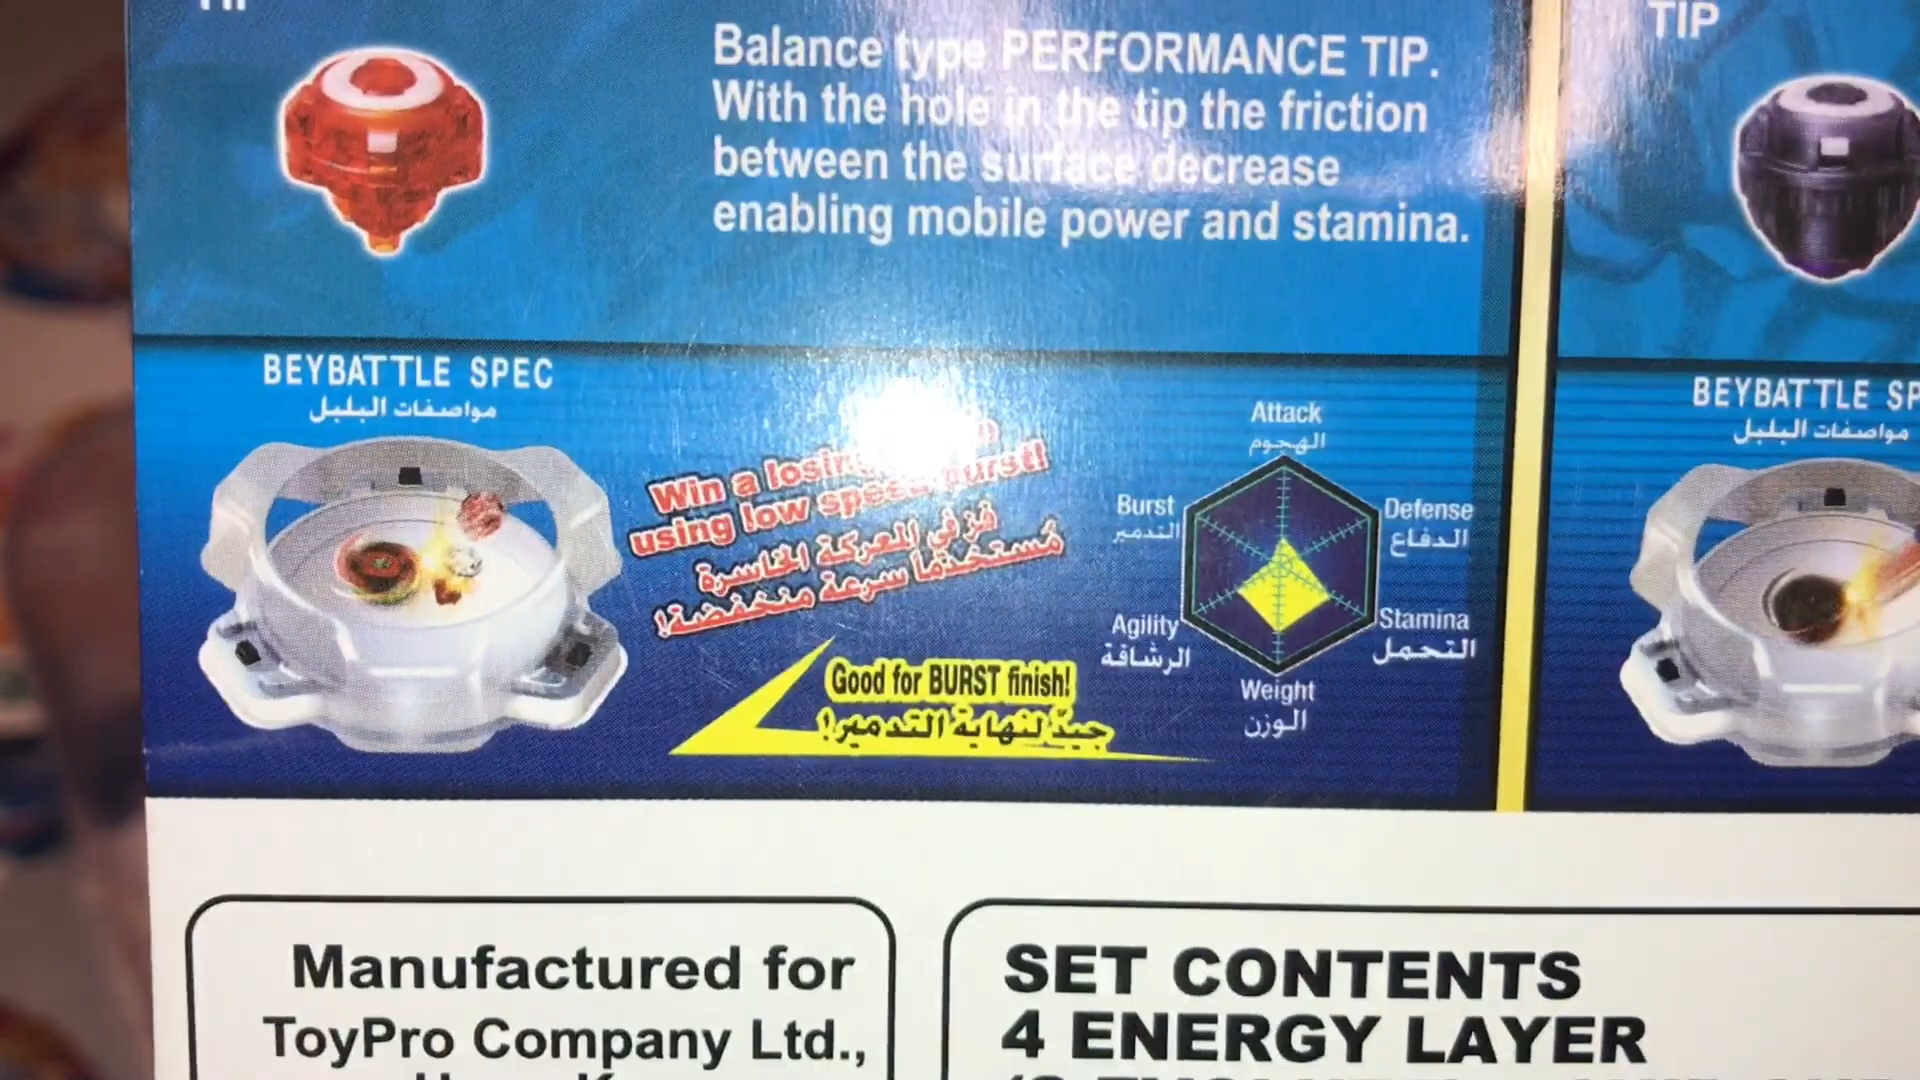 TIP
Balance type PERFORMANCE TIP.
With the hole in the tip the friction
between the surface decrease
enabling mobile power and stamina.
TIP
BEYBATTLE SPEC
مواصفات البلبل
Win a losing
using low speed burst!
فز في المعركة الخاسرة
مُستخدمًا سرعة منخفضة!
Good for BURST finish!
جيدّ لنهاية التدمير!
Attack
الهجوم
Burst
التدمير
Defense
الدفاع
Agility
الرشاقة
Stamina
التحمل
Weight
الوزن
BEYBATTLE SP
مواصفات البلبل
Manufactured for
ToyPro Company Ltd.,
SET CONTENTS
4 ENERGY LAYER